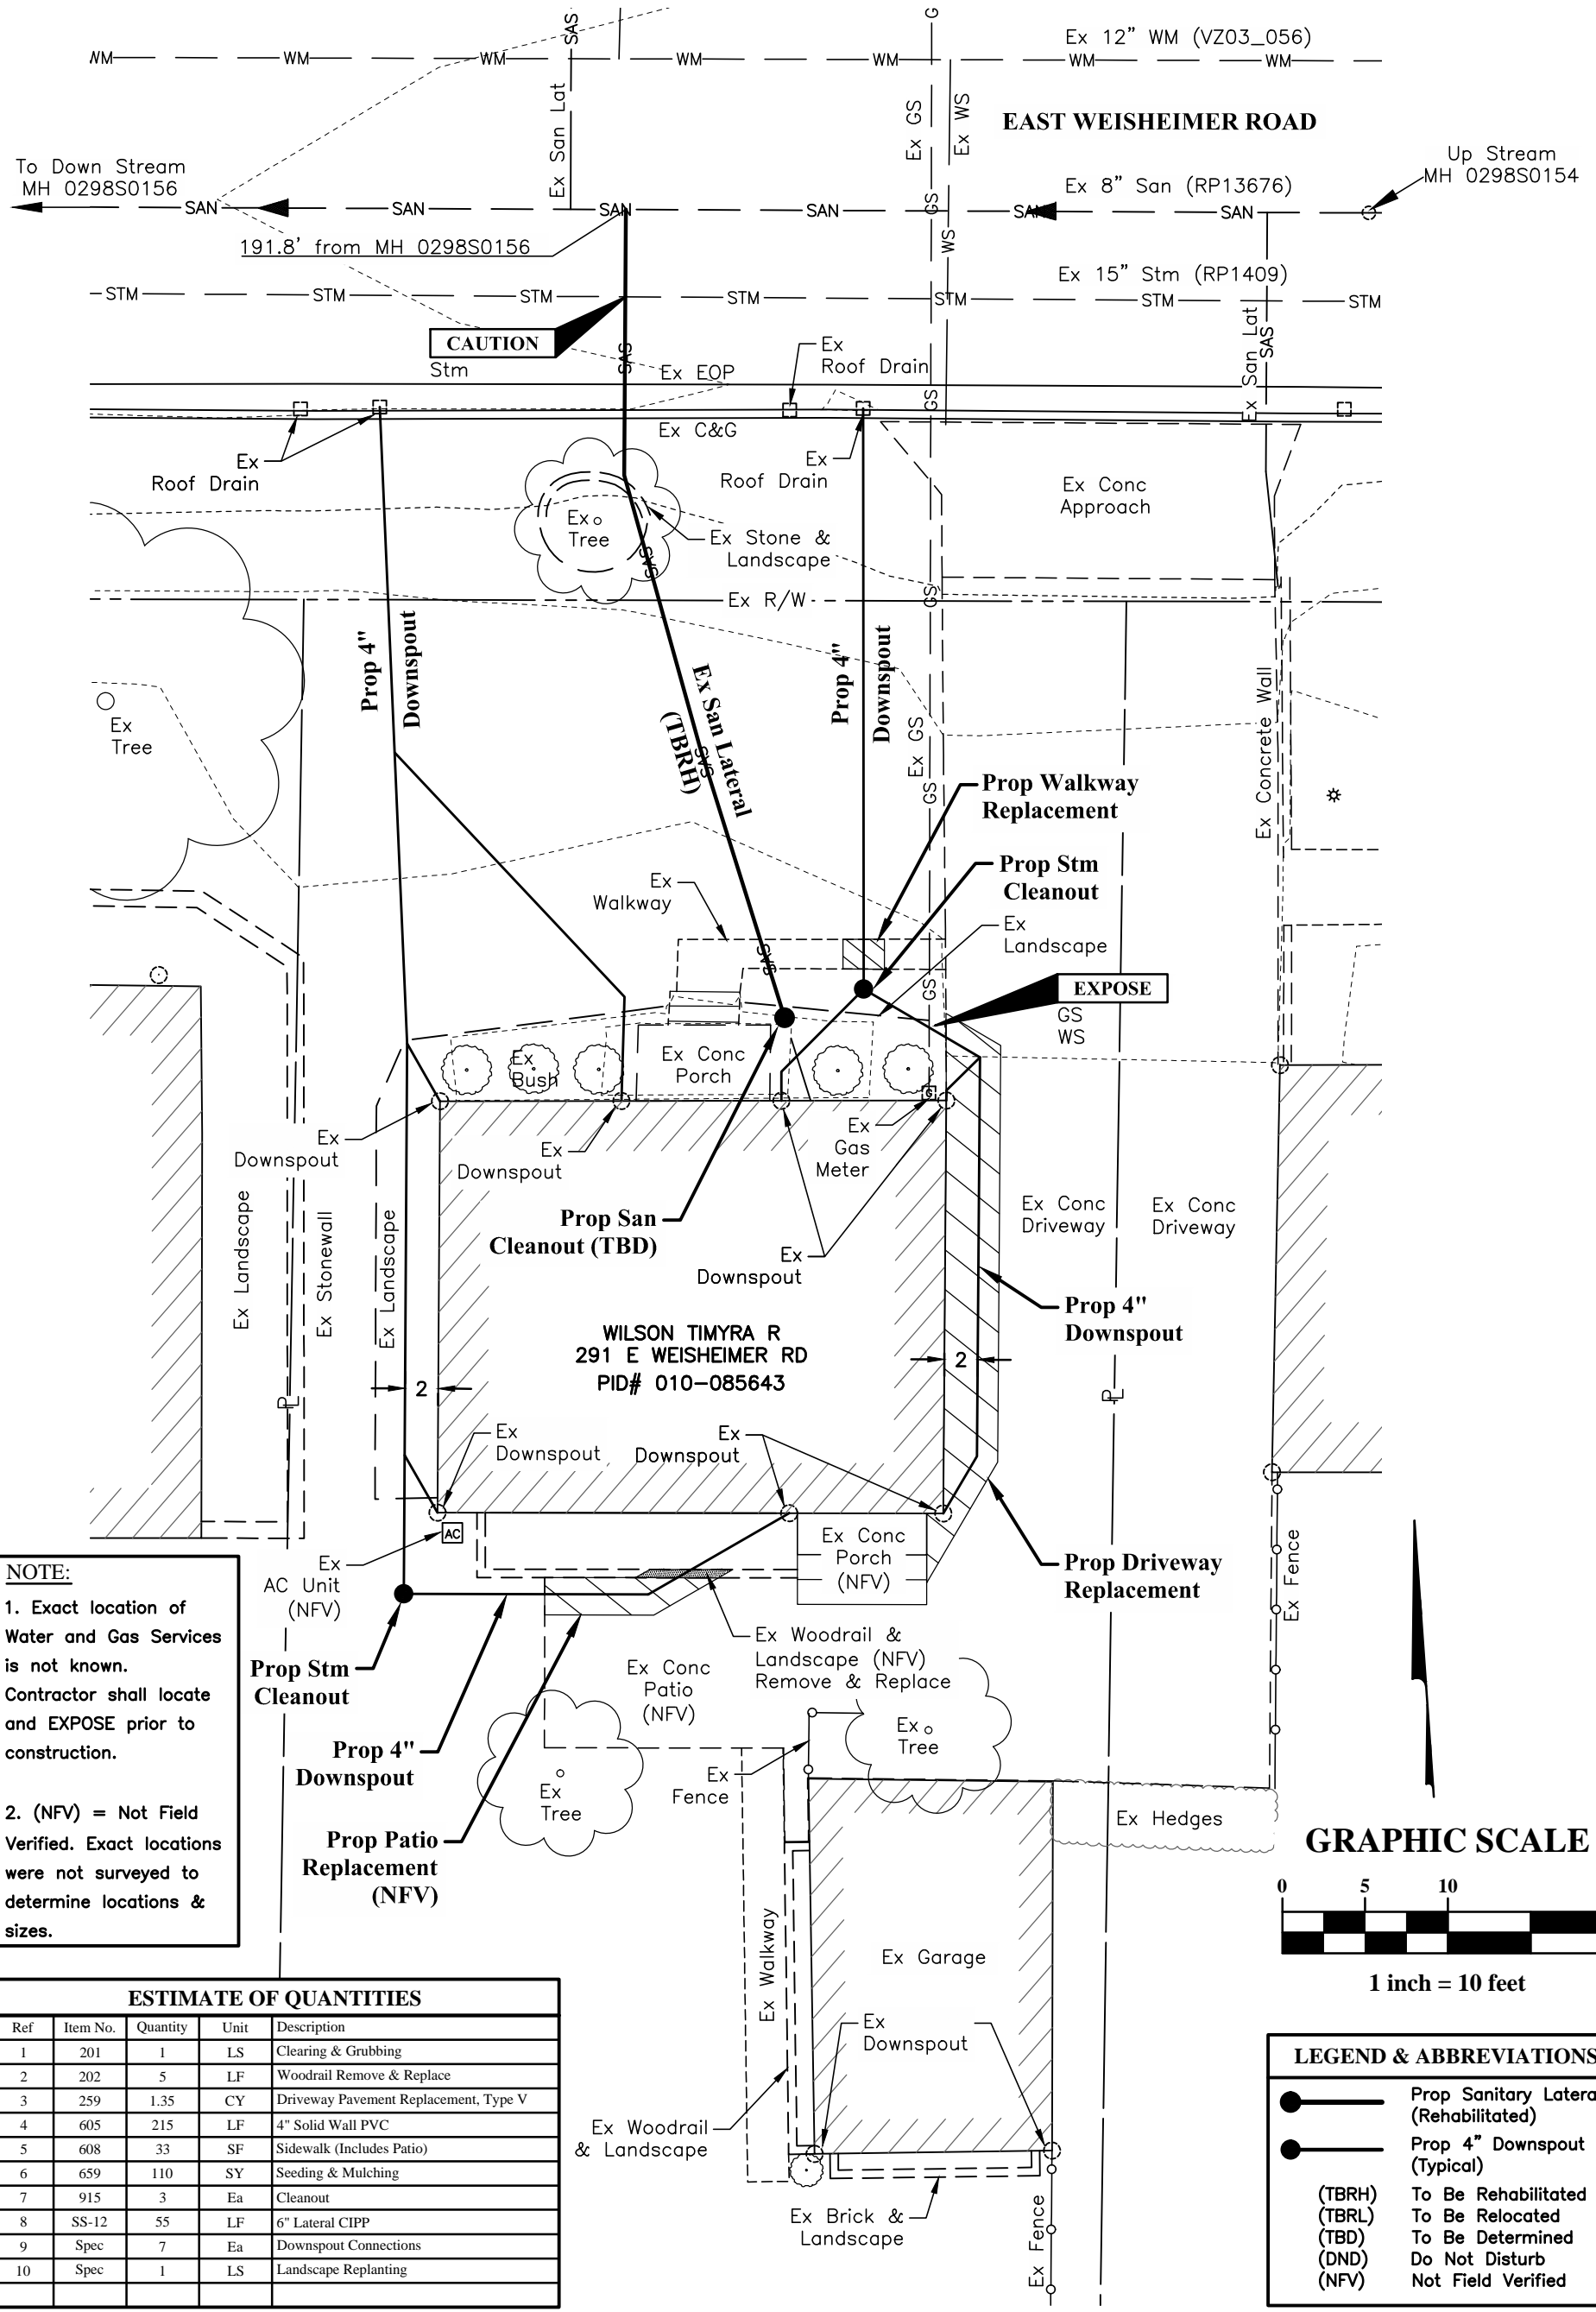 Ex 12” WM (VZ03_056)
WM WM WM WM WM WM WM
SAS
G
Ex San Lat
Ex GS
Ex WS
EAST WEISHEIMER ROAD
To Down Stream
MH 0298S0156
Up Stream
MH 0298S0154
Ex 8” San (RP13676)
SAN SAN SAN SAN SAN SAN
GS
WS
191.8' from MH 0298S0156
Ex 15” Stm (RP1409)
STM STM STM STM STM STM STM
CAUTION
Stm
SAS
Ex EOP
Ex
Roof Drain
Ex San Lat
SAS
GS
Ex C&G
Ex
Roof Drain
Ex
Roof Drain
Ex Conc
Approach
Ex
Tree
Ex Stone &
Landscape
SAS
GS
Ex R/W
Prop 4"
Downspout
Ex San Lateral
(TBRH)
SAS
Prop 4"
Downspout
Ex GS
GS
Ex Concrete Wall
Ex
Tree
Prop Walkway
Replacement
Prop Stm
Cleanout
Ex
Walkway
Ex
Landscape
SAS
GS
EXPOSE
GS
WS
Ex
Bush
Ex Conc
Porch
G
Ex
Downspout
Ex
Downspout
Ex
Gas
Meter
Ex Landscape
Ex Stonewall
Ex Landscape
Prop San
Cleanout (TBD)
Ex
Downspout
Ex Conc
Driveway
Ex Conc
Driveway
Prop 4"
Downspout
WILSON TIMYRA R
291 E WEISHEIMER RD
PID# 010-085643
2
2
PL
PL
Ex
Downspout
Ex
Downspout
AC
Ex
AC Unit
(NFV)
Ex Conc
Porch
(NFV)
Prop Driveway
Replacement
Ex Fence
NOTE:
1. Exact location of
Water and Gas Services
is not known.
Contractor shall locate
and EXPOSE prior to
construction.
2. (NFV) = Not Field
Verified. Exact locations
were not surveyed to
determine locations &
sizes.
Prop Stm
Cleanout
Ex Woodrail &
Landscape (NFV)
Remove & Replace
Ex Conc
Patio
(NFV)
Prop 4"
Downspout
Ex
Tree
Ex
Tree
Ex
Fence
Prop Patio
Replacement
(NFV)
Ex Hedges
GRAPHIC SCALE
0 5 10
1 inch = 10 feet
Ex Walkway
Ex Garage
Ex
Downspout
Ex Woodrail
& Landscape
Ex Brick &
Landscape
Ex Fence
ESTIMATE OF QUANTITIES
Ref Item No. Quantity Unit Description
1 201 1 LS Clearing & Grubbing
2 202 5 LF Woodrail Remove & Replace
3 259 1.35 CY Driveway Pavement Replacement, Type V
4 605 215 LF 4" Solid Wall PVC
5 608 33 SF Sidewalk (Includes Patio)
6 659 110 SY Seeding & Mulching
7 915 3 Ea Cleanout
8 SS-12 55 LF 6" Lateral CIPP
9 Spec 7 Ea Downspout Connections
10 Spec 1 LS Landscape Replanting
LEGEND & ABBREVIATIONS
Prop Sanitary Latera
(Rehabilitated)
Prop 4” Downspout
(Typical)
(TBRH) To Be Rehabilitated
(TBRL) To Be Relocated
(TBD) To Be Determined
(DND) Do Not Disturb
(NFV) Not Field Verified